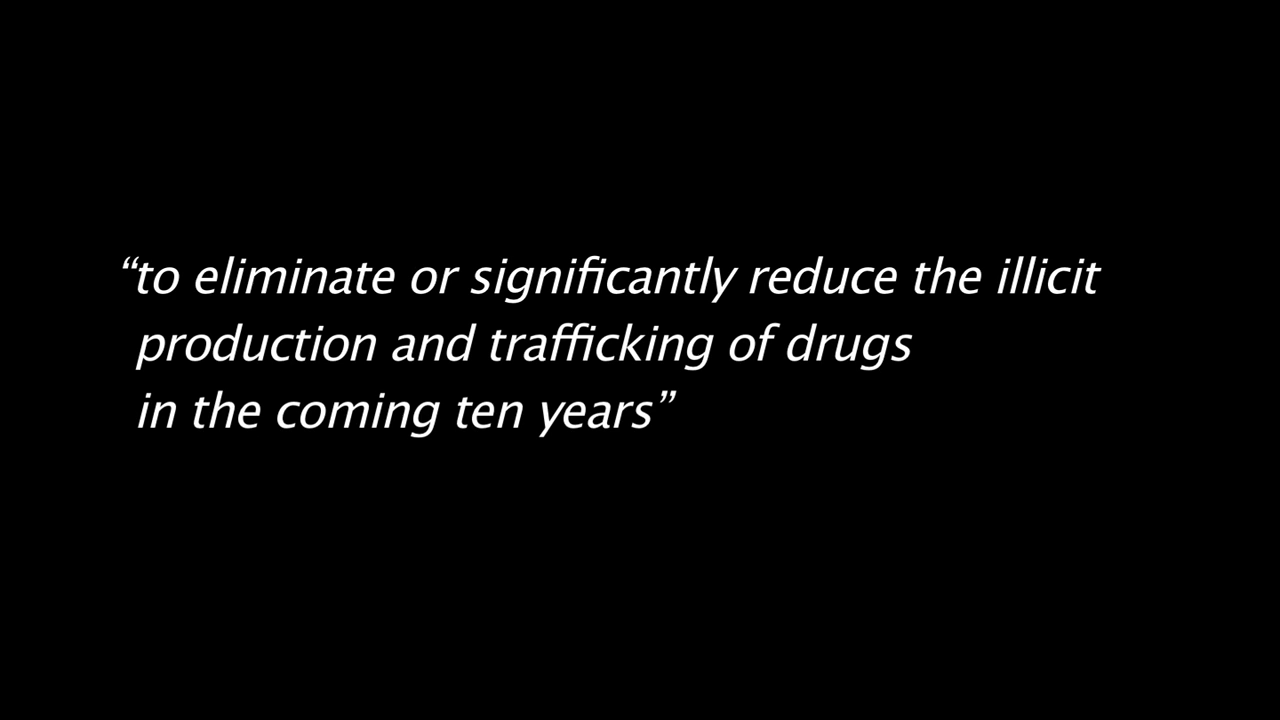 “to eliminate or significantly reduce the illicit
production and trafficking of drugs
in the coming ten years”